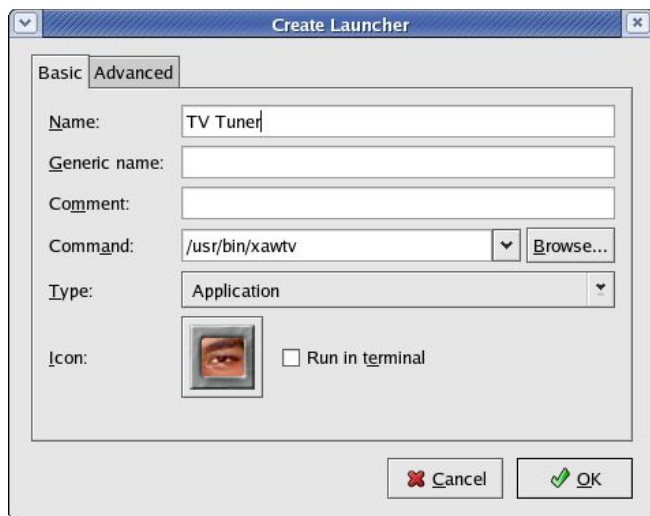 Create Launcher
Basic Advanced
Name: TV Tuner
Generic name:
Comment:
Command: /usr/bin/xawtv Browse...
Type: Application
Icon: Run in terminal
Cancel OK